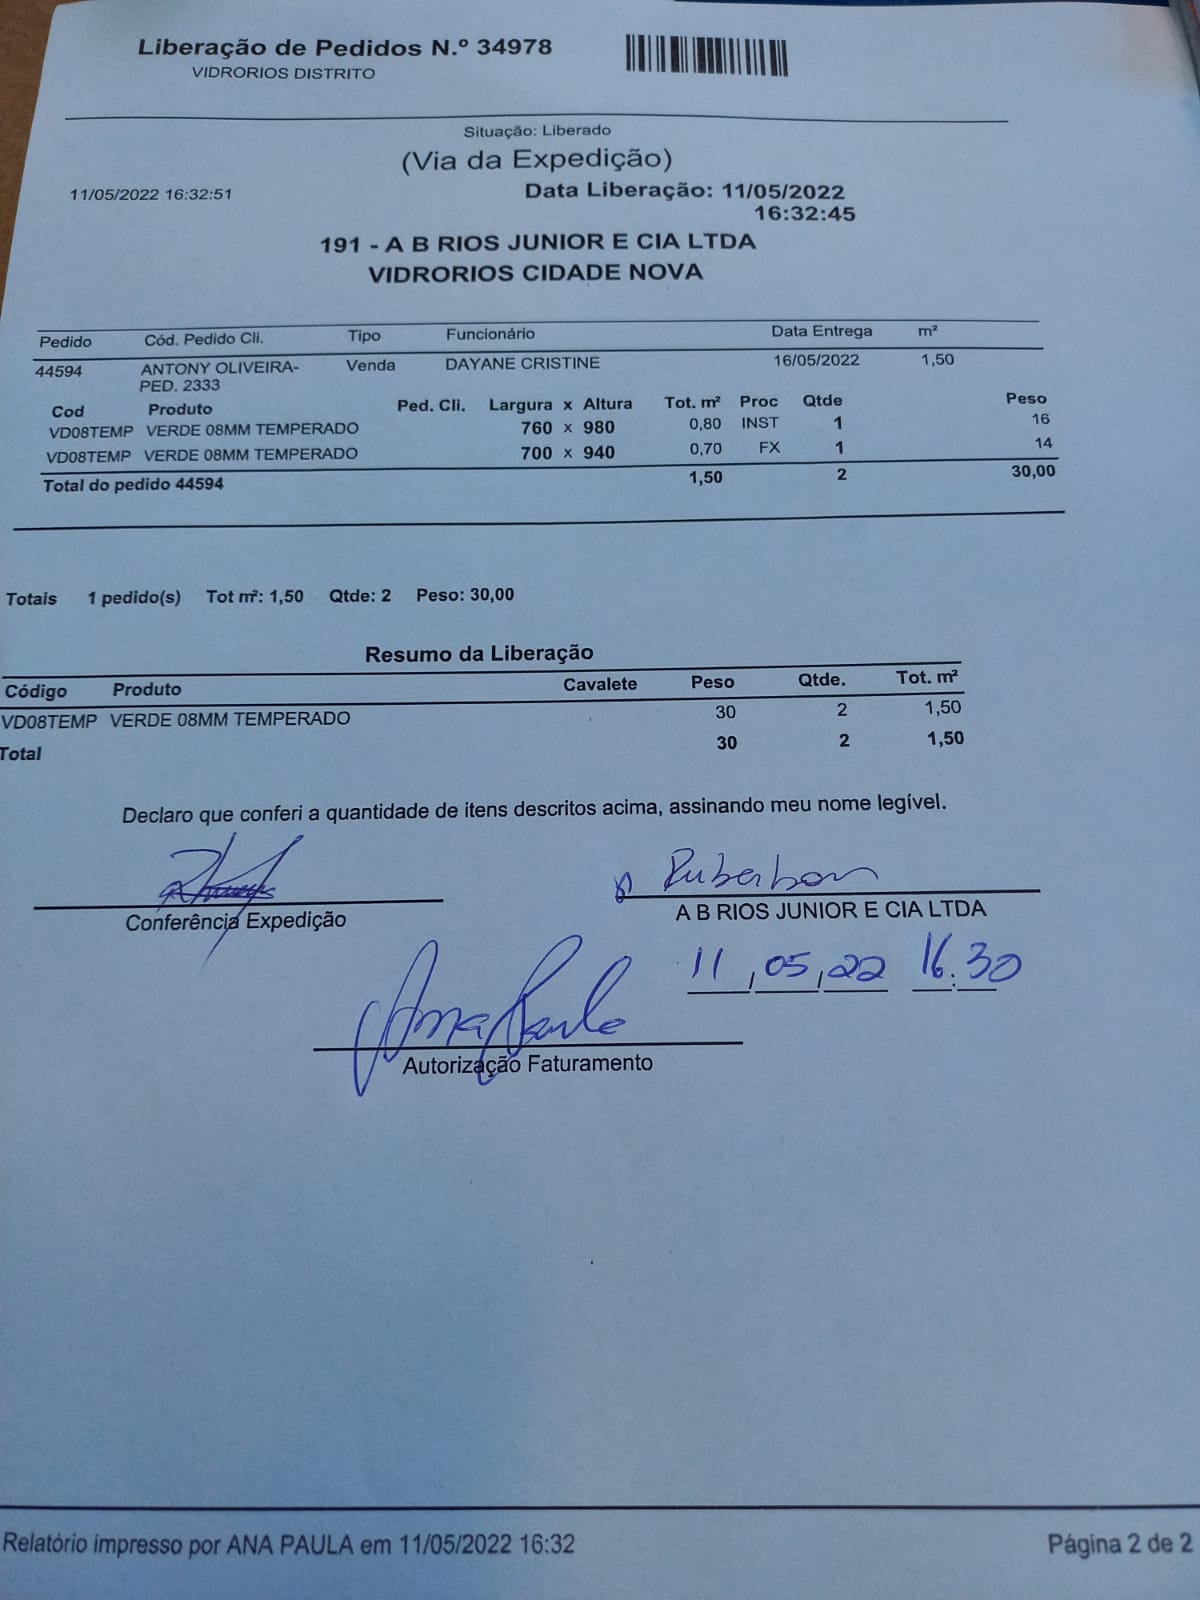 Liberação de Pedidos N.º 34978
VIDRORIOS DISTRITO
Situação: Liberado
(Via da Expedição)
11/05/2022 16:32:51 Data Liberação: 11/05/2022
16:32:45
191 - A B RIOS JUNIOR E CIA LTDA
VIDRORIOS CIDADE NOVA
Pedido Cód. Pedido Cli. Tipo Funcionário Data Entrega m²
44594 ANTONY OLIVEIRA- Venda DAYANE CRISTINE 16/05/2022 1,50
PED. 2333
Cod Produto Ped. Cli. Largura x Altura Tot. m² Proc Qtde Peso
VD08TEMP VERDE 08MM TEMPERADO 760 x 980 0,80 INST 1 16
VD08TEMP VERDE 08MM TEMPERADO 700 x 940 0,70 FX 1 14
Total do pedido 44594 1,50 2 30,00
Totais 1 pedido(s) Tot m²: 1,50 Qtde: 2 Peso: 30,00
Resumo da Liberação
Código Produto Cavalete Peso Qtde. Tot. m²
VD08TEMP VERDE 08MM TEMPERADO 30 2 1,50
Total 30 2 1,50
Declaro que conferi a quantidade de itens descritos acima, assinando meu nome legível.
Conferência Expedição
A B RIOS JUNIOR E CIA LTDA
11,05,22 16.30
Ana Paula
Autorização Faturamento
Relatório impresso por ANA PAULA em 11/05/2022 16:32 Página 2 de 2